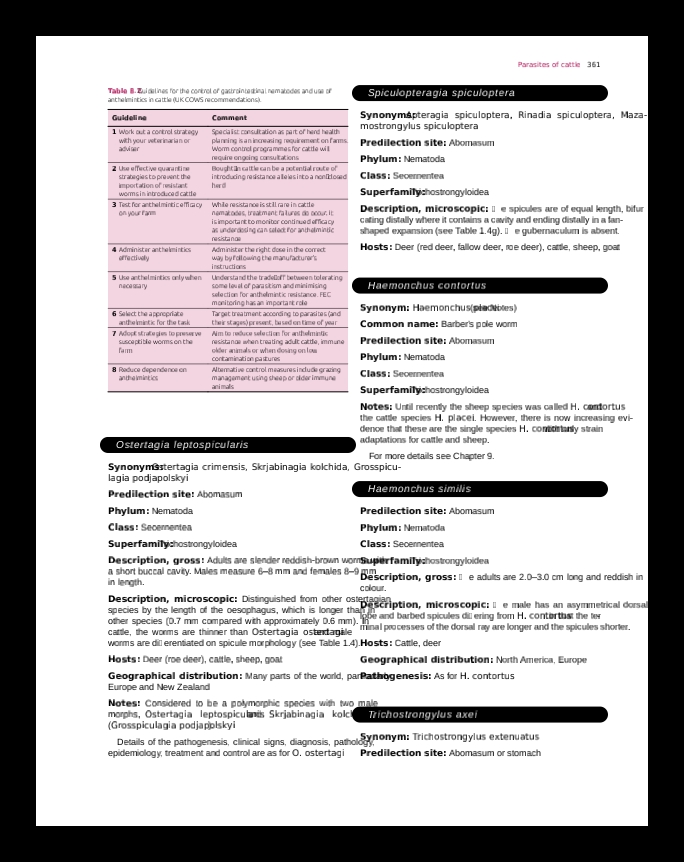 Parasites of cattle 361
Guidelines for the control of gastrointestinal nematodes and use of
anthelmintics in cattle (UK COWS recommendations).
Guideline Comment
1 Work out a control strategy
with your veterinarian or
adviser
Specialist consultation as part of herd health
planning is an increasing requirement on farms.
Worm control programmes for cattle will
require ongoing consultations
2 Use effective quarantine
strategies to prevent the
importation of resistant
worms in introduced cattle
cattle can be a potential route of
introducing resistance alleles into a
herd
3 Test for anthelmintic efficacy
on your farm
While resistance is still rare in cattle
nematodes, treatment failures do occur. It
is important to monitor continued efficacy
as underdosing can select for anthelmintic
resistance
4 Administer anthelmintics
effectively
Administer the right dose in the correct
way by following the manufacturer's
instructions
5 Use anthelmintics only when
necessary
Understand the between tolerating
some level of parasitism and minimising
selection for anthelmintic resistance. FEC
monitoring has an important role
6 Select the appropriate
anthelmintic for the task
Target treatment according to parasites (and
their stages) present, based on time of year
7 Adopt strategies to preserve
susceptible worms on the
farm
Aim to reduce selection for anthelmintic
resistance when treating adult cattle, immune
older animals or when dosing on low
contamination pastures
8 Reduce dependence on
anthelmintics
Alternative control measures include grazing
management using sheep or older immune
animals
Ostertagia leptospicularis
Synonyms: Ostertagia crimensis, Skrjabinagia kolchida, Grosspicu-
lagia podjapolskyi
Predilection site: Abomasum
Phylum: Nematoda
Class: Secernentea
Superfamily: Trichostrongyloidea
Description, gross: Adults are slender reddish-brown worms with
a short buccal cavity. Males measure 6–8 mm and females 8–9 mm
in length.
Description, microscopic: Distinguished from other ostertagian
species by the length of the oesophagus, which is longer than in
other species (0.7 mm compared with approximately 0.6 mm). In
cattle, the worms are thinner than Ostertagia ostertagi and male
worms are erentiated on spicule morphology (see Table 1.4).
Hosts: Deer (roe deer), cattle, sheep, goat
Geographical distribution: Many parts of the world, particularly
Europe and New Zealand
Notes: Considered to be a polymorphic species with two male
morphs, Ostertagia leptospicularis and Skrjabinagia
(Grosspiculagia podjapolskyi
Details of the pathogenesis, clinical signs, diagnosis, pathology,
epidemiology, treatment and control are as for O. ostertagi
Spiculopteragia spiculoptera
Synonyms: Apteragia spiculoptera, Rinadia spiculoptera, Maza-
mostrongylus spiculoptera
Predilection site: Abomasum
Phylum: Nematoda
Class: Secernentea
Superfamily: Trichostrongyloidea
Description, microscopic: e spicules are of equal length, bifur
cating distally where it contains a cavity and ending distally in a fan-
shaped expansion (see Table 1.4g). e gubernaculum is absent.
Hosts: Deer (red deer, fallow deer, roe deer), cattle, sheep, goat
Haemonchus contortus
Synonym: Haemonchus placei (see Notes)
Common name: Barber's pole worm
Predilection site: Abomasum
Phylum: Nematoda
Class: Secernentea
Superfamily: Trichostrongyloidea
Notes: Until recently the sheep species was called H. contortus
the cattle species H. placei. However, there is now increasing evi-
dence that these are the single species H. contortus strain
adaptations for cattle and sheep.
For more details see Chapter 9.
Haemonchus similis
Predilection site: Abomasum
Phylum: Nematoda
Class: Secernentea
Superfamily: Trichostrongyloidea
Description, gross: e adults are 2.0–3.0 cm long and reddish in
colour.
Description, microscopic: e male has an asymmetrical dorsal
lobe and barbed spicules ering from H. contortus that the ter
minal processes of the dorsal ray are longer and the spicules shorter.
Hosts: Cattle, deer
Geographical distribution: North America, Europe
Pathogenesis: As for H. contortus
Trichostrongylus axei
Synonym: Trichostrongylus extenuatus
Predilection site: Abomasum or stomach